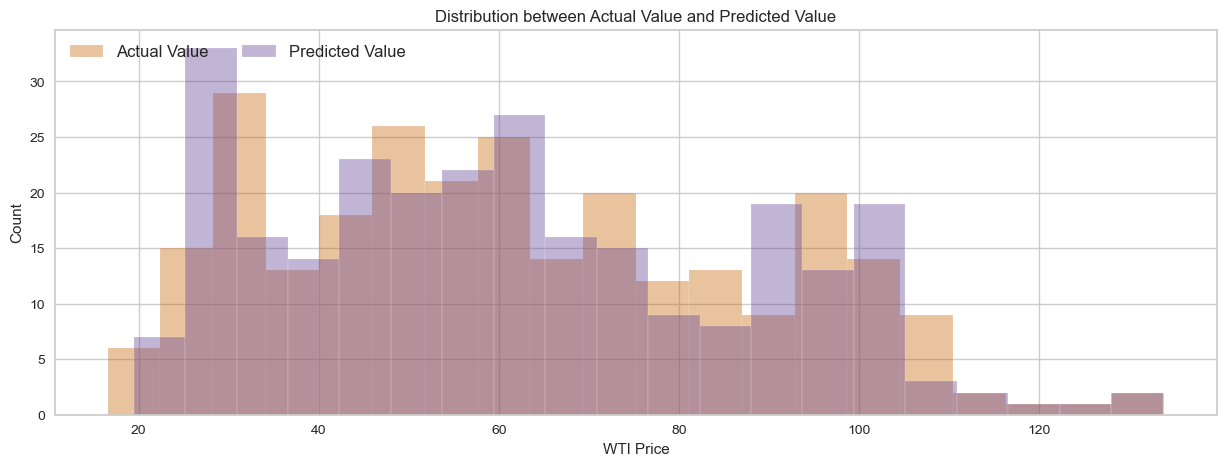 Distribution between Actual Value and Predicted Value
Actual Value Predicted Value
30
25
20
15
10
5
0
Count
20 40 60 80 100 120
WTI Price